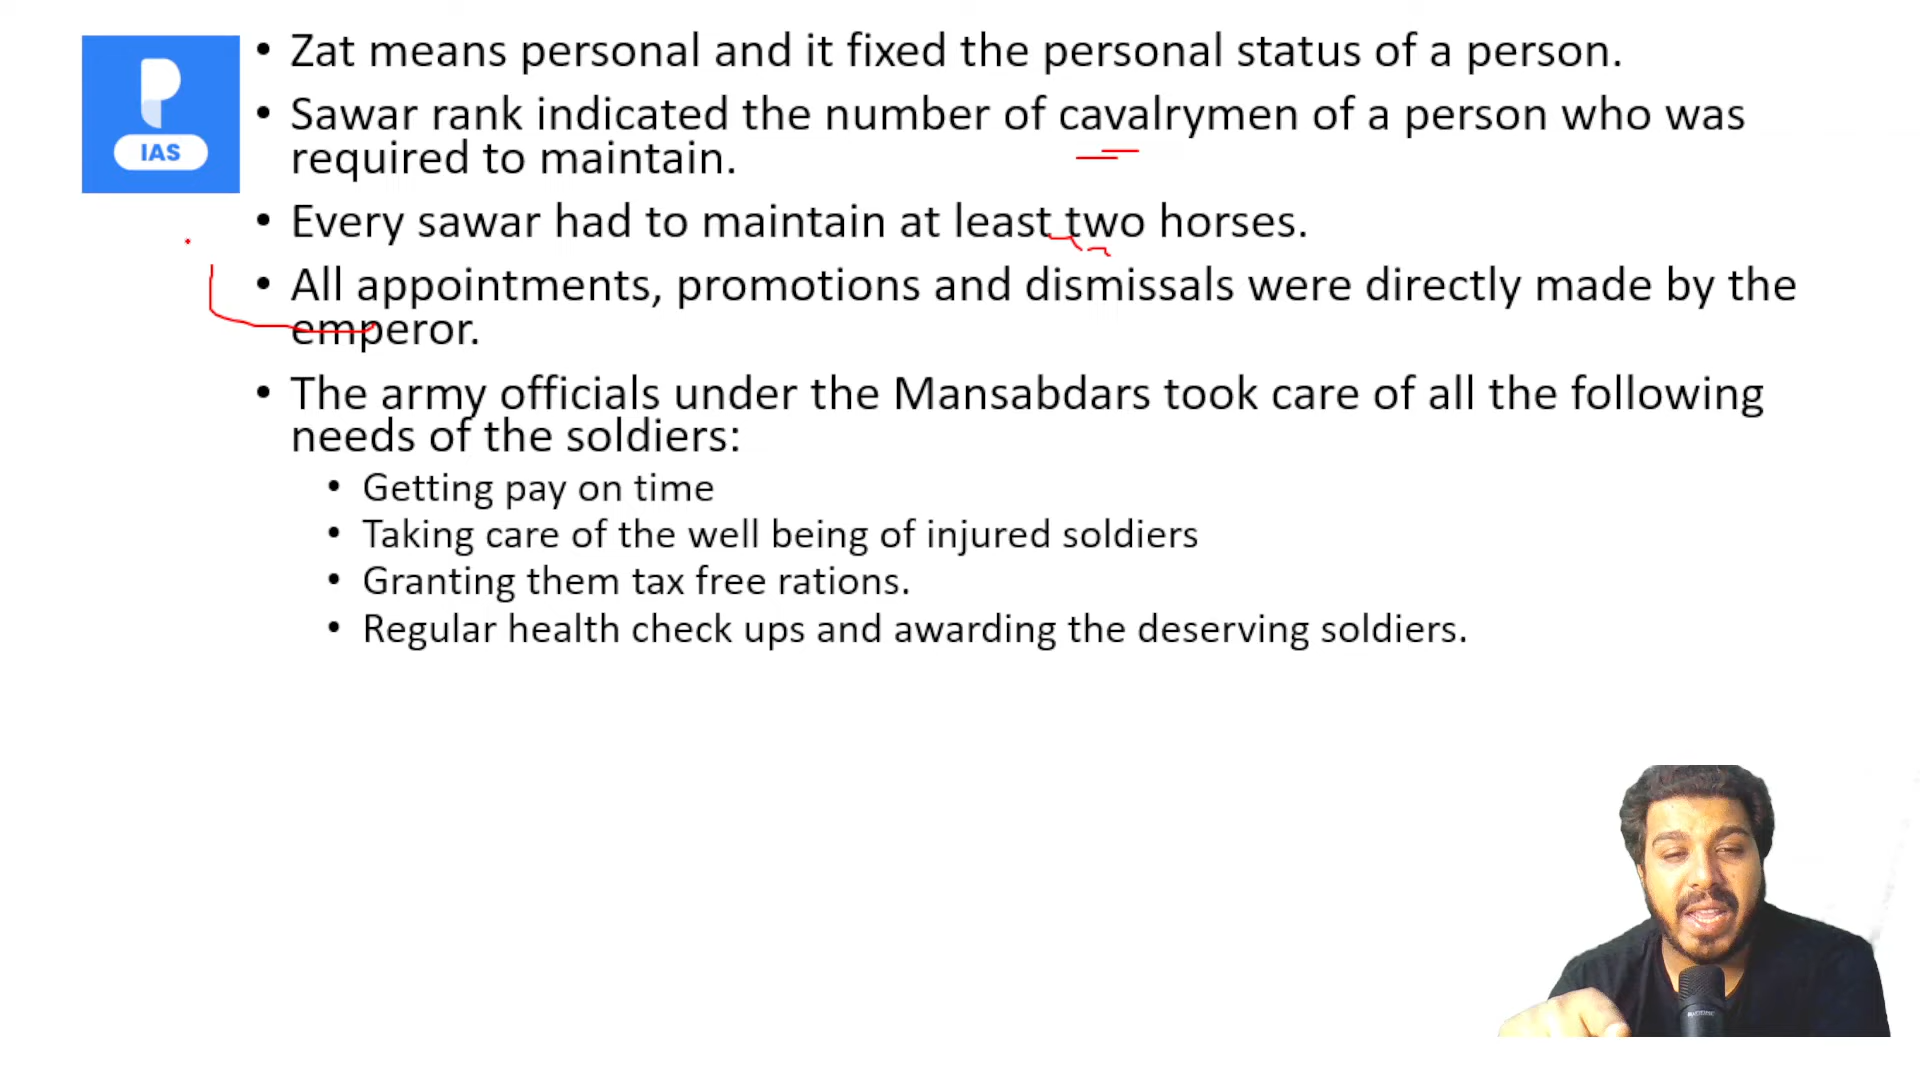 IAS
• Zat means personal and it fixed the personal status of a person.
• Sawar rank indicated the number of cavalrymen of a person who was
required to maintain.
• Every sawar had to maintain at least two horses.
• All appointments, promotions and dismissals were directly made by the
emperor.
• The army officials under the Mansabdars took care of all the following
needs of the soldiers:
• Getting pay on time
• Taking care of the well being of injured soldiers
• Granting them tax free rations.
• Regular health check ups and awarding the deserving soldiers.